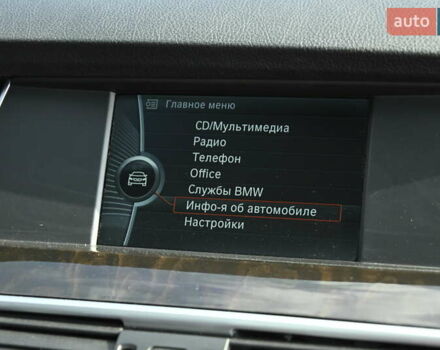 auto
Главное меню
CD/Мультимедиа
Радио
Телефон
Office
Службы BMW
Инфо-я об автомобиле
Настройки